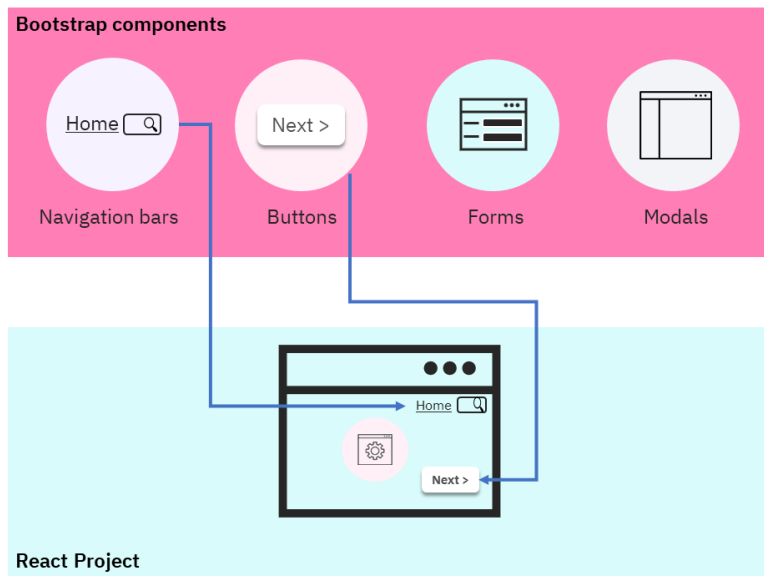 Bootstrap components
Home
Next >
Navigation bars
Buttons
Forms
Modals
Home
Next >
React Project